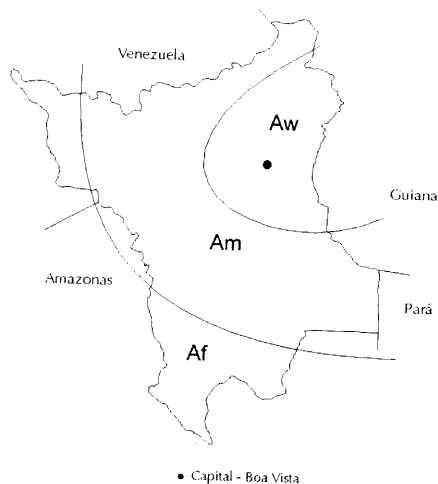 Venezuela
Aw
Guiana
Am
Amazonas
Pará
Af
Capital - Boa Vista